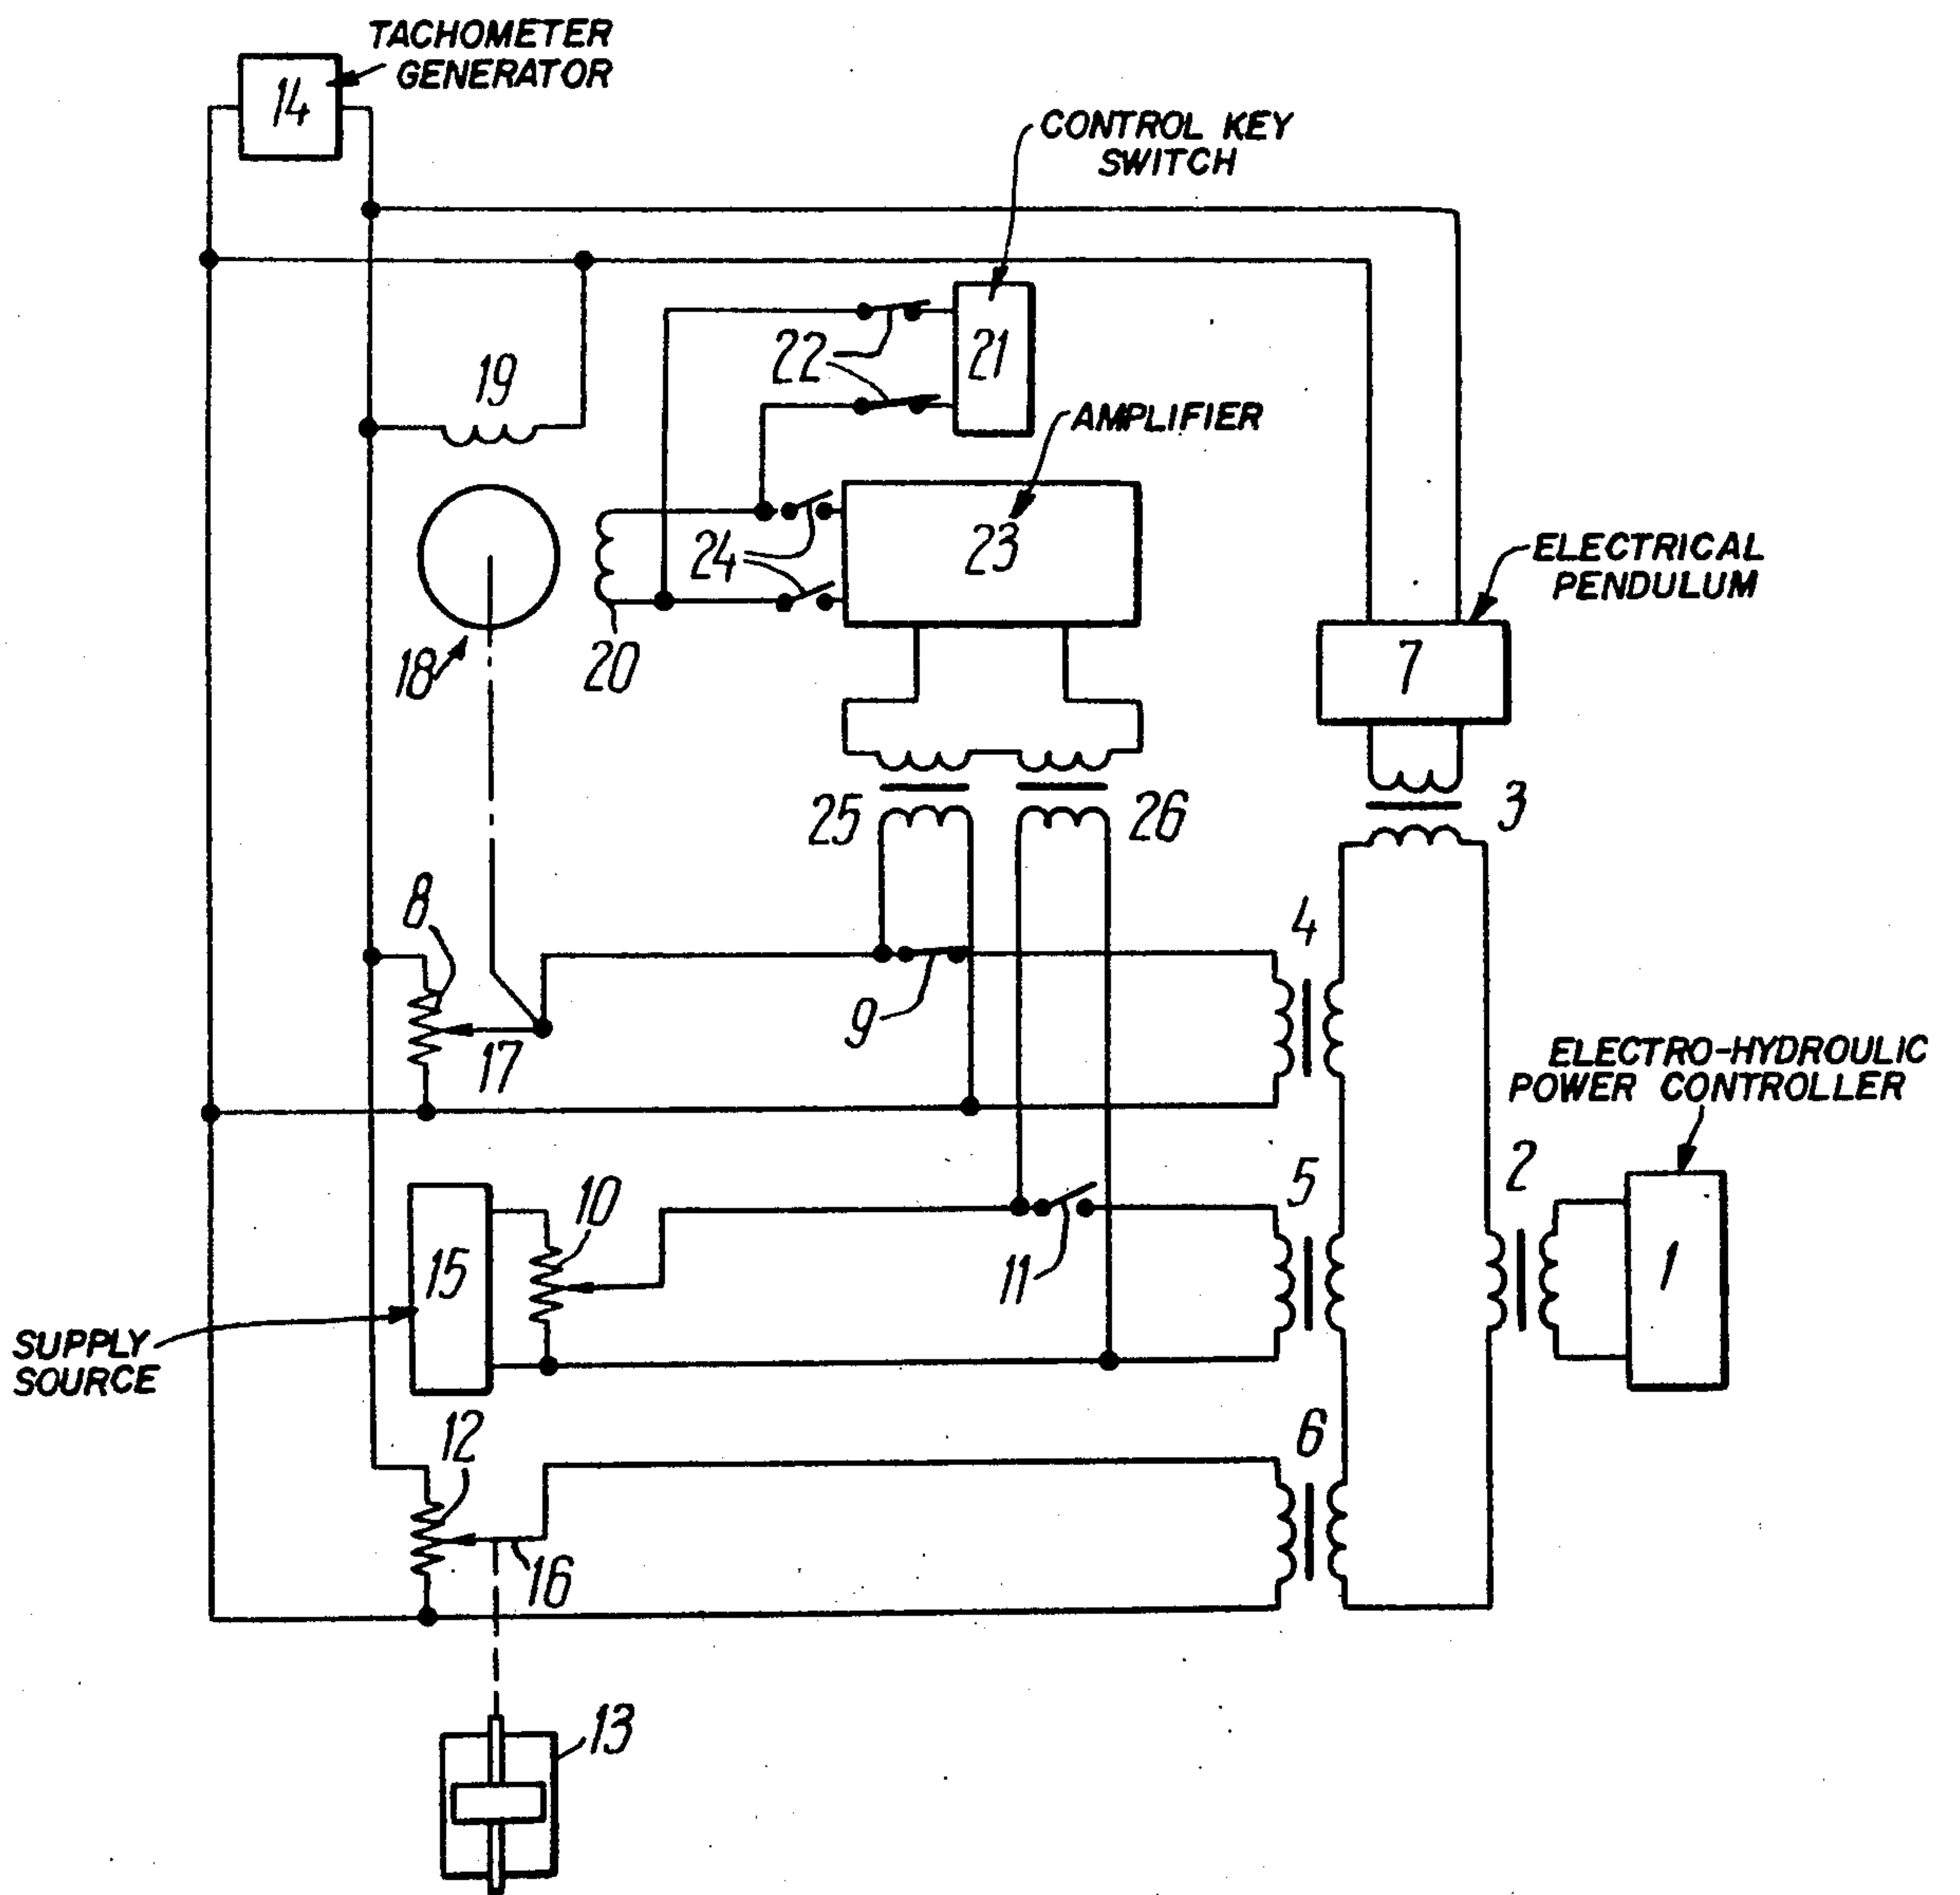 TACHOMETER
GENERATOR
14
CONTROL KEY
SWITCH
22
21
19
AMPLIFIER
24
23
ELECTRICAL
PENDULUM
18
20
7
25
26
3
8
4
9
17
ELECTRO-HYDROULIC
POWER CONTROLLER
10
5
2
15
11
1
SUPPLY
SOURCE
12
6
16
13